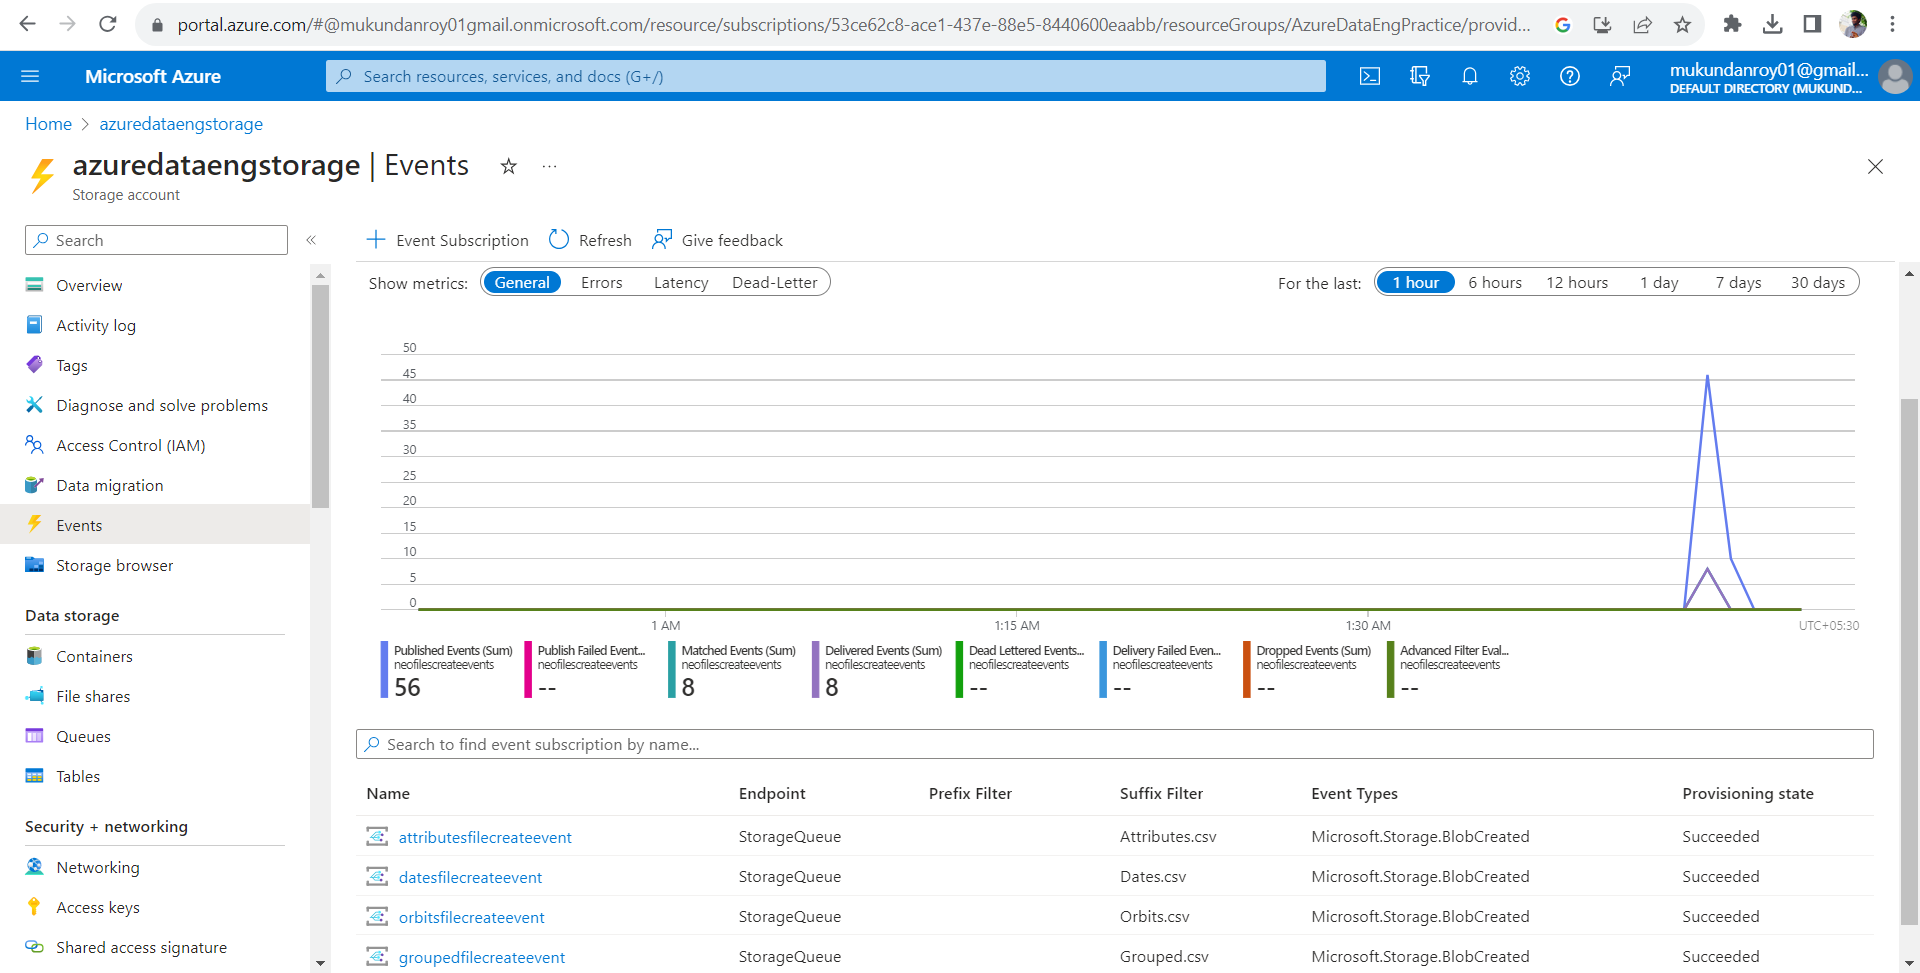 portal.azure.com/#@mukundanroy01gmail.onmicrosoft.com/resource/subscriptions/53ce62c8-ace1-437e-88e5-8440600eaabb/resourceGroups/AzureDataEngPractice/provid...
Microsoft Azure
Search resources, services, and docs (G+/)
mukundanroy01@gmail...
DEFAULT DIRECTORY (MUKUND...
Home > azuredataengstorage
azuredataengstorage | Events
Storage account
Search
Overview
Activity log
Tags
Diagnose and solve problems
Access Control (IAM)
Data migration
Events
Storage browser
Data storage
Containers
File shares
Queues
Tables
Security + networking
Networking
Access keys
Shared access signature
Event Subscription Refresh Give feedback
Show metrics: General Errors Latency Dead-Letter
For the last: 1 hour 6 hours 12 hours 1 day 7 days 30 days
50
45
40
35
30
25
20
15
10
5
0
1 AM 1:15 AM 1:30 AM UTC+05:30
Published Events (Sum)
neofilescreateevents
56
Publish Failed Event...
neofilescreateevents
--
Matched Events (Sum)
neofilescreateevents
8
Delivered Events (Sum)
neofilescreateevents
8
Dead Lettered Events...
neofilescreateevents
--
Delivery Failed Even...
neofilescreateevents
--
Dropped Events (Sum)
neofilescreateevents
--
Advanced Filter Eval...
neofilescreateevents
--
Search to find event subscription by name...
Name Endpoint Prefix Filter Suffix Filter Event Types Provisioning state
attributesfilecreateevent StorageQueue Attributes.csv Microsoft.Storage.BlobCreated Succeeded
datesfilecreateevent StorageQueue Dates.csv Microsoft.Storage.BlobCreated Succeeded
orbitsfilecreateevent StorageQueue Orbits.csv Microsoft.Storage.BlobCreated Succeeded
groupedfilecreateevent StorageQueue Grouped.csv Microsoft.Storage.BlobCreated Succeeded